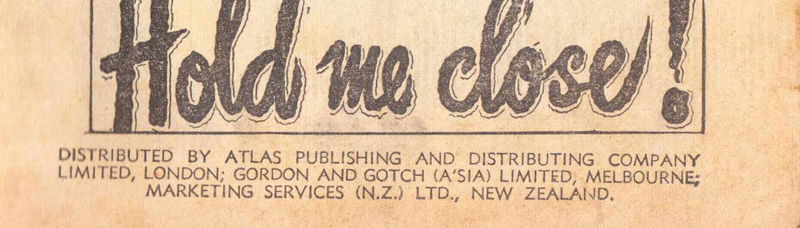 Hold me close!
DISTRIBUTED BY ATLAS PUBLISHING AND DISTRIBUTING COMPANY
LIMITED, LONDON; GORDON AND GOTCH (A'SIA) LIMITED, MELBOURNE;
MARKETING SERVICES (N.Z.) LTD., NEW ZEALAND.